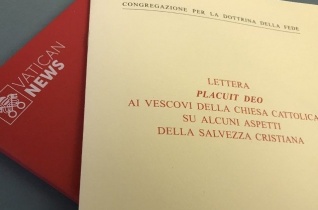 CONGREGAZIONE PER LA DOTTRINA DELLA FEDE
LETTERA
PLACUIT DEO
AI VESCOVI DELLA CHIESA CATTOLICA
SU ALCUNI ASPETTI
DELLA SALVEZZA CRISTIANA
VATICAN
NEWS